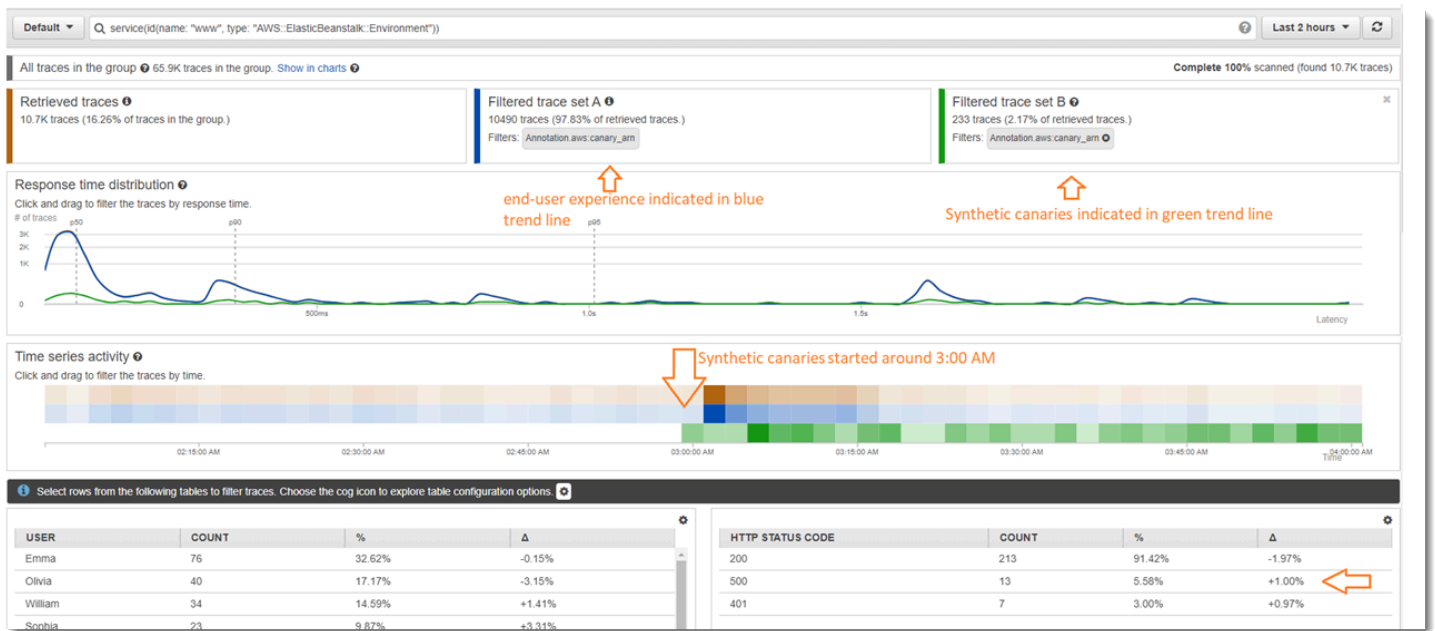 Default
service(id(name: "www", type: "AWS::ElasticBeanstalk::Environment"))
Last 2 hours
All traces in the group 65.9K traces in the group. Show in charts
Complete 100% scanned (found 10.7K traces)
Retrieved traces
10.7K traces (16.26% of traces in the group.)
Filtered trace set A
10490 traces (97.83% of retrieved traces.)
Filters: Annotation.aws:canary_arn
Filtered trace set B
233 traces (2.17% of retrieved traces.)
Filters: Annotation.aws:canary_arn
end-user experience indicated in blue
trend line
Synthetic canaries indicated in green trend line
Response time distribution
Click and drag to filter the traces by response time.
# of traces
p50
p90
p95
3K
2K
1K
0
500ms
1.0s
1.5s
Latency
Time series activity
Click and drag to filter the traces by time.
Synthetic canaries started around 3:00 AM
02:15:00 AM
02:30:00 AM
02:45:00 AM
03:00:00 AM
03:15:00 AM
03:30:00 AM
03:45:00 AM
04:00:00 AM
Time
Select rows from the following tables to filter traces. Choose the cog icon to explore table configuration options.
USER COUNT % Δ
Emma 76 32.62% -0.15%
Olivia 40 17.17% -3.15%
William 34 14.59% +1.41%
Sophia 23 9.87% +3.31%
HTTP STATUS CODE COUNT % Δ
200 213 91.42% -1.97%
500 13 5.58% +1.00%
401 7 3.00% +0.97%